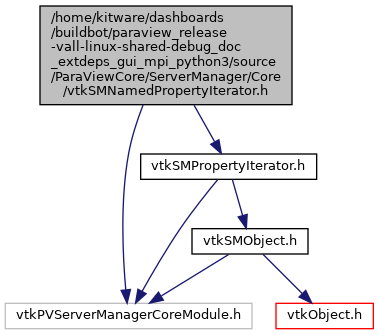 /home/kitware/dashboards
/buildbot/paraview_release
-vall-linux-shared-debug_doc
_extdeps_gui_mpi_python3/source
/ParaViewCore/ServerManager/Core
/vtkSMNamedPropertyIterator.h
vtkSMPropertyIterator.h
vtkSMObject.h
vtkPVServerManagerCoreModule.h
vtkObject.h